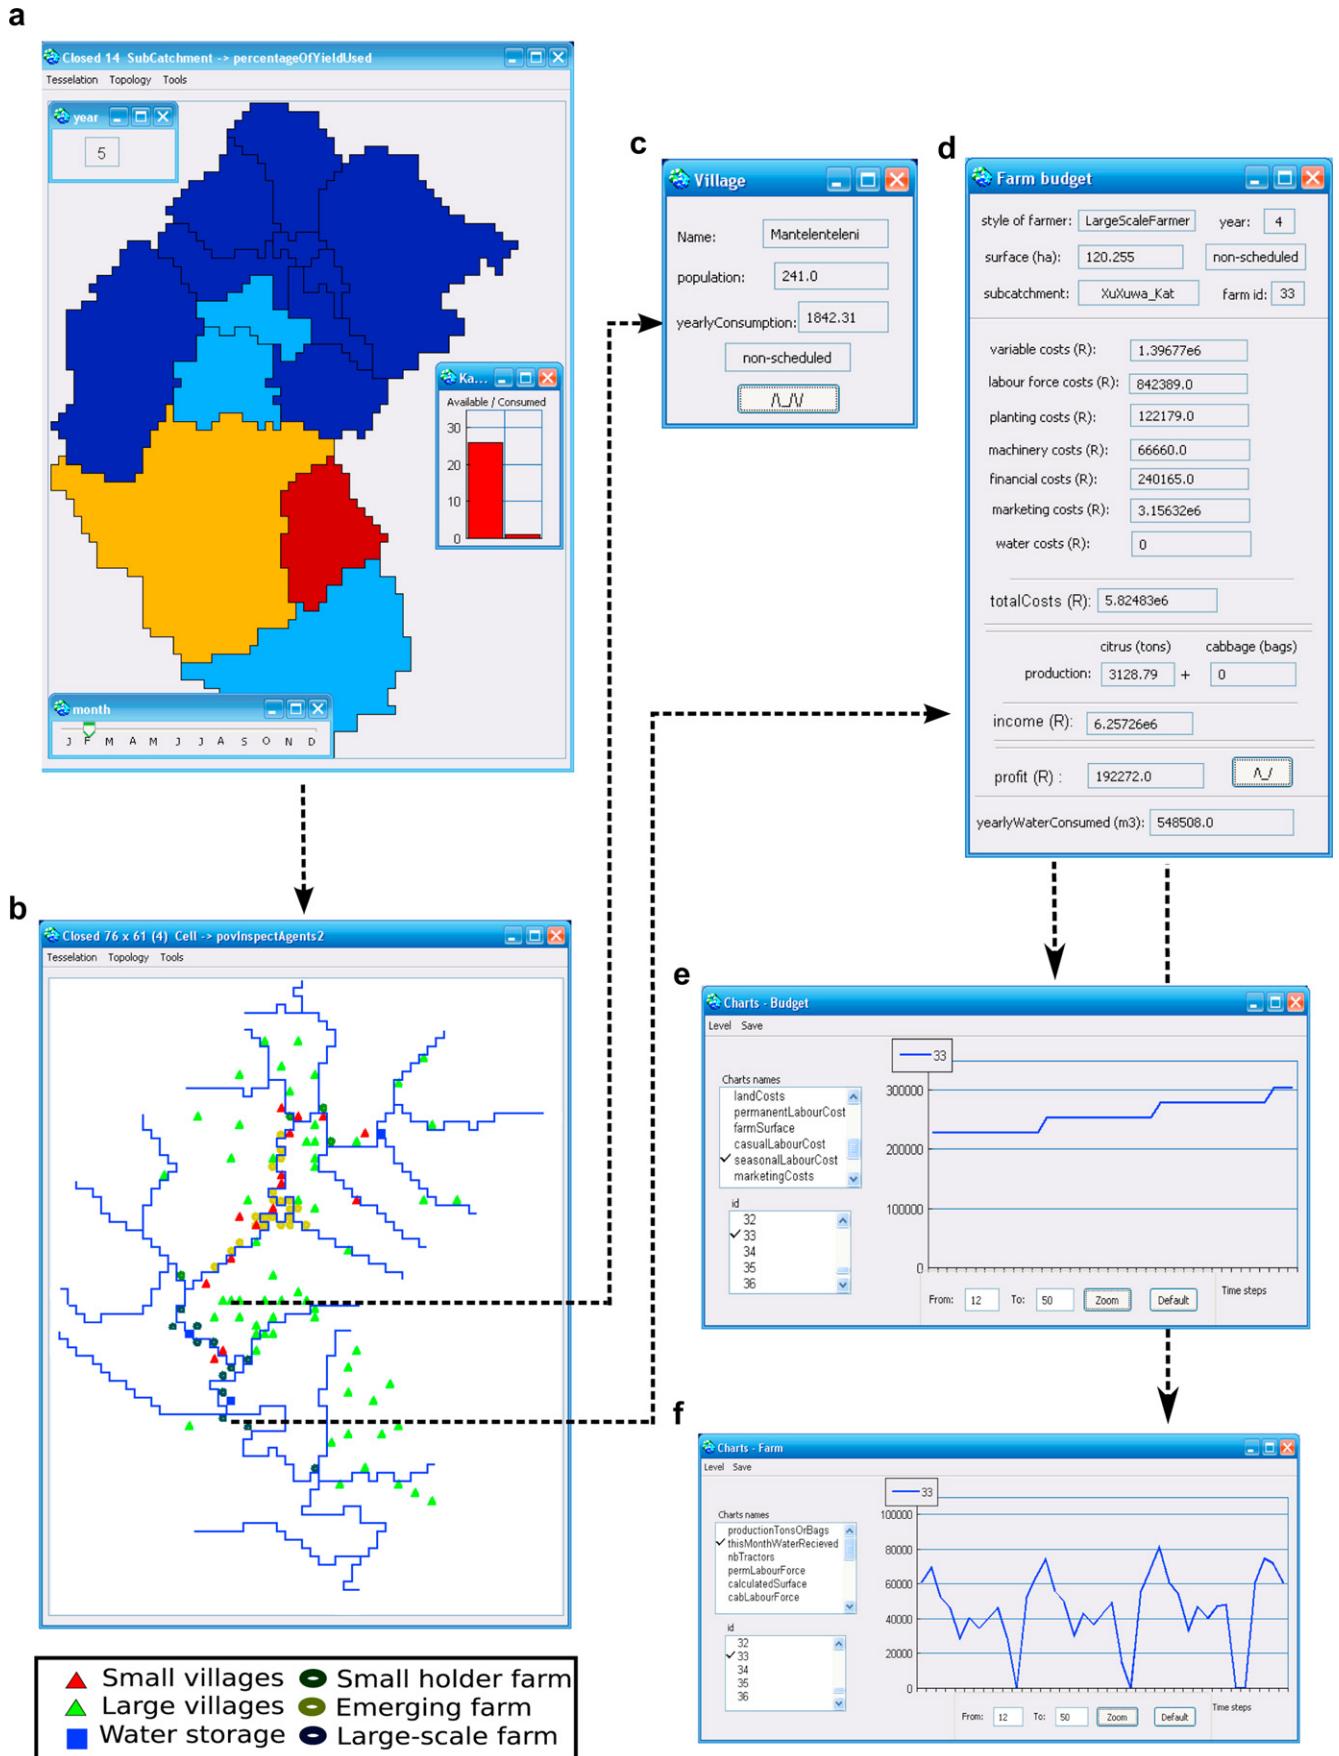 a
Closed 14 SubCatchment -> percentageOfYieldUsed
Tesselation Topology Tools
year
5
Ka...
Available / Consumed
30
20
10
0
month
J F M A M J J A S O N D
c
Village
Name: Mantelenteleni
population: 241.0
yearlyConsumption: 1842.31
non-scheduled
/\_/\/
d
Farm budget
style of farmer: LargeScaleFarmer year: 4
surface (ha): 120.255 non-scheduled
subcatchment: XuXuwa_Kat farm id: 33
variable costs (R): 1.39677e6
labour force costs (R): 842389.0
planting costs (R): 122179.0
machinery costs (R): 66660.0
financial costs (R): 240165.0
marketing costs (R): 3.15632e6
water costs (R): 0
totalCosts (R): 5.82483e6
citrus (tons) cabbage (bags)
production: 3128.79 + 0
income (R): 6.25726e6
profit (R) : 192272.0 /\_/
yearlyWaterConsumed (m3): 548508.0
b
Closed 76 x 61 (4) Cell -> povInspectAgents2
Tesselation Topology Tools
Small villages Small holder farm
Large villages Emerging farm
Water storage Large-scale farm
e
Charts - Budget
Level Save
Charts names
landCosts
permanentLabourCost
farmSurface
casualLabourCost
seasonalLabourCost
marketingCosts
id
32
33
34
35
36
33
300000
200000
100000
0
From: 12 To: 50 Zoom Default Time steps
f
Charts - Farm
Level Save
Charts names
productionTonsOrBags
thisMonthWaterRecieved
nbTractors
permLabourForce
calculatedSurface
cabLabourForce
id
32
33
34
35
36
33
100000
80000
60000
40000
20000
0
From: 12 To: 50 Zoom Default Time steps